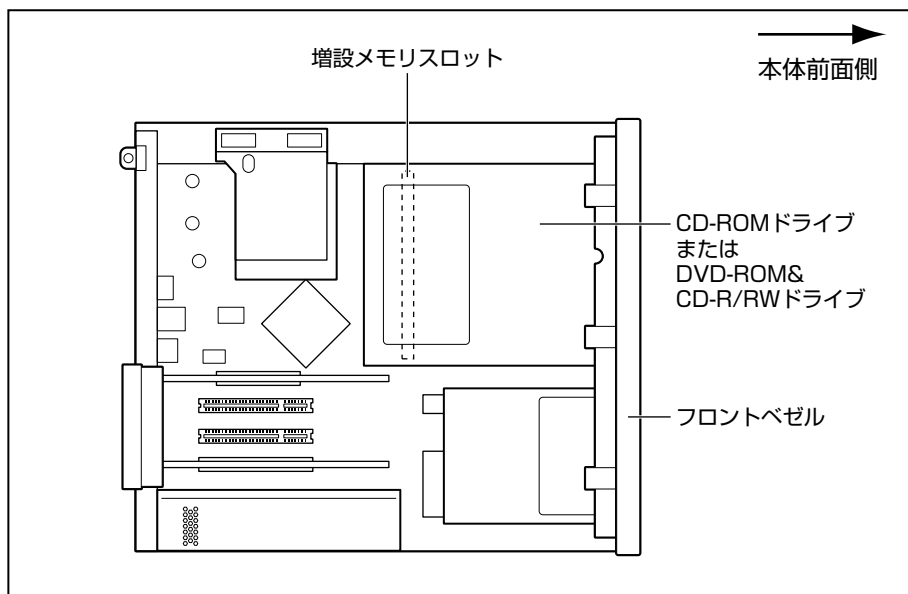 増設メモリスロット
本体前面側
CD-ROMドライブ
または
DVD-ROM&
CD-R/RWドライブ
フロントベゼル